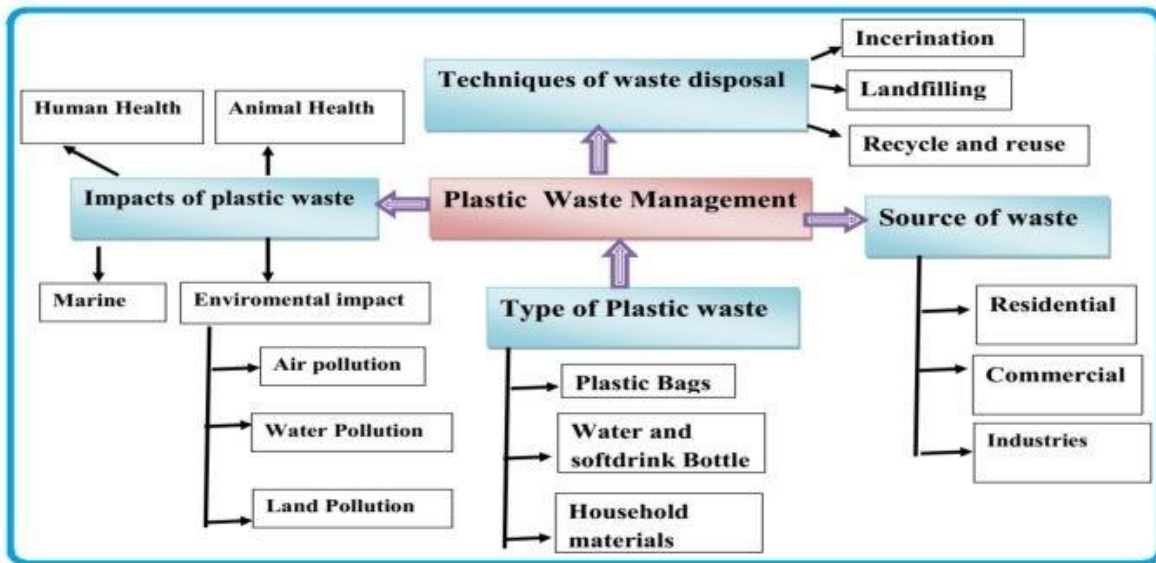 Incerination
Techniques of waste disposal
Landfilling
Recycle and reuse
Human Health
Animal Health
Impacts of plastic waste
Plastic Waste Management
Source of waste
Marine
Enviromental impact
Air pollution
Water Pollution
Land Pollution
Type of Plastic waste
Plastic Bags
Water and
softdrink Bottle
Household
materials
Residential
Commercial
Industries